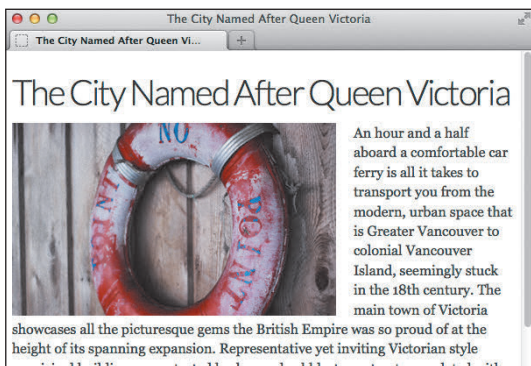 The City Named After Queen Victoria
The City Named After Queen Vi...
The City Named After Queen Victoria
NO
POINT
POINT
An hour and a half
aboard a comfortable car
ferry is all it takes to
transport you from the
modern, urban space that
is Greater Vancouver to
colonial Vancouver
Island, seemingly stuck
in the 18th century. The
main town of Victoria
showcases all the picturesque gems the British Empire was so proud of at the
height of its spanning expansion. Representative yet inviting Victorian style